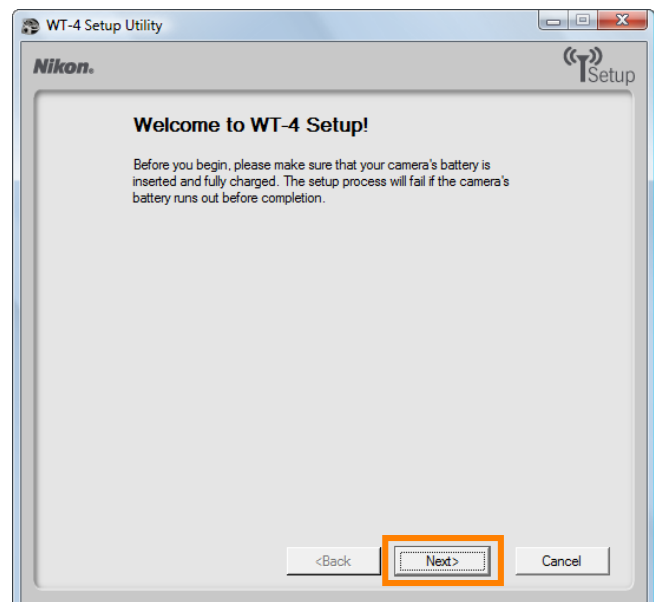 WT-4 Setup Utility
Nikon.
Setup
Welcome to WT-4 Setup!
Before you begin, please make sure that your camera's battery is
inserted and fully charged. The setup process will fail if the camera's
battery runs out before completion.
<Back Next> Cancel